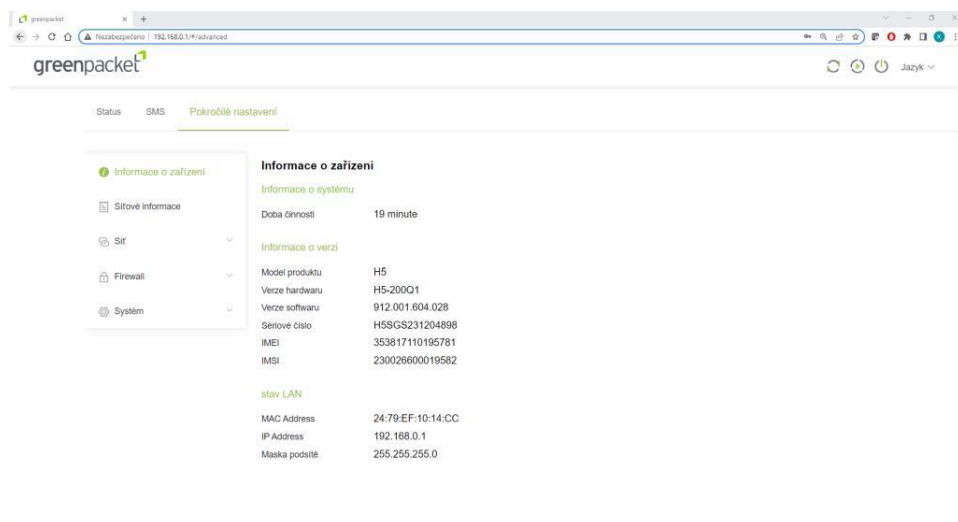 greenpacket
Nezabezpečeno | 192.168.0.1/#/advanced
greenpacket
Jazyk
Status SMS Pokročilé nastavení
Informace o zařízení
Síťové informace
Síť
Firewall
Systém
Informace o zařízení
Informace o systému
Doba činnosti 19 minute
Informace o verzi
Model produktu H5
Verze hardwaru H5-200Q1
Verze softwaru 912.001.604.028
Sériové číslo H5SGS231204898
IMEI 353817110195781
IMSI 230026600019582
stav LAN
MAC Address 24:79:EF:10:14:CC
IP Address 192.168.0.1
Maska podsítě 255.255.255.0